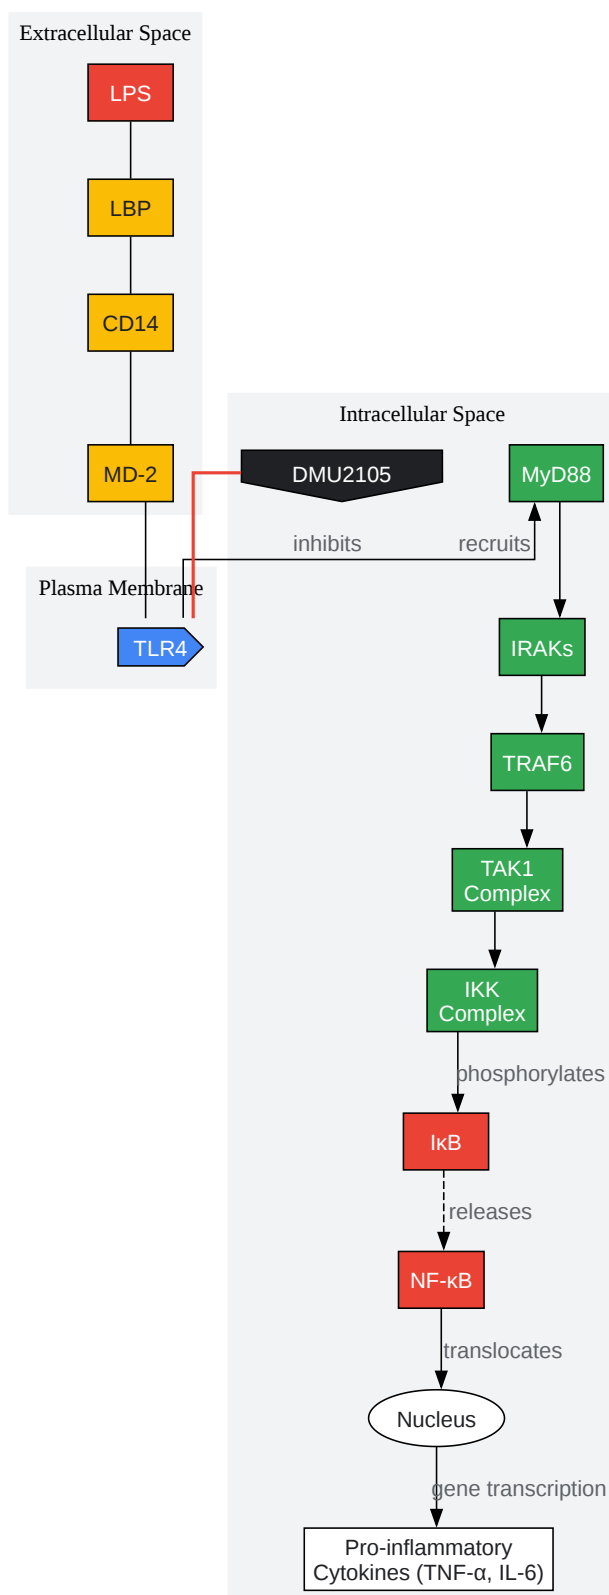 Extracellular Space
LPS
LBP
CD14
MD-2
Intracellular Space
DMU2105
MyD88
inhibits
recruits
Plasma Membrane
TLR4
IRAKs
TRAF6
TAK1
Complex
IKK
Complex
phosphorylates
IκB
releases
NF-κB
translocates
Nucleus
gene transcription
Pro-inflammatory
Cytokines (TNF-α, IL-6)